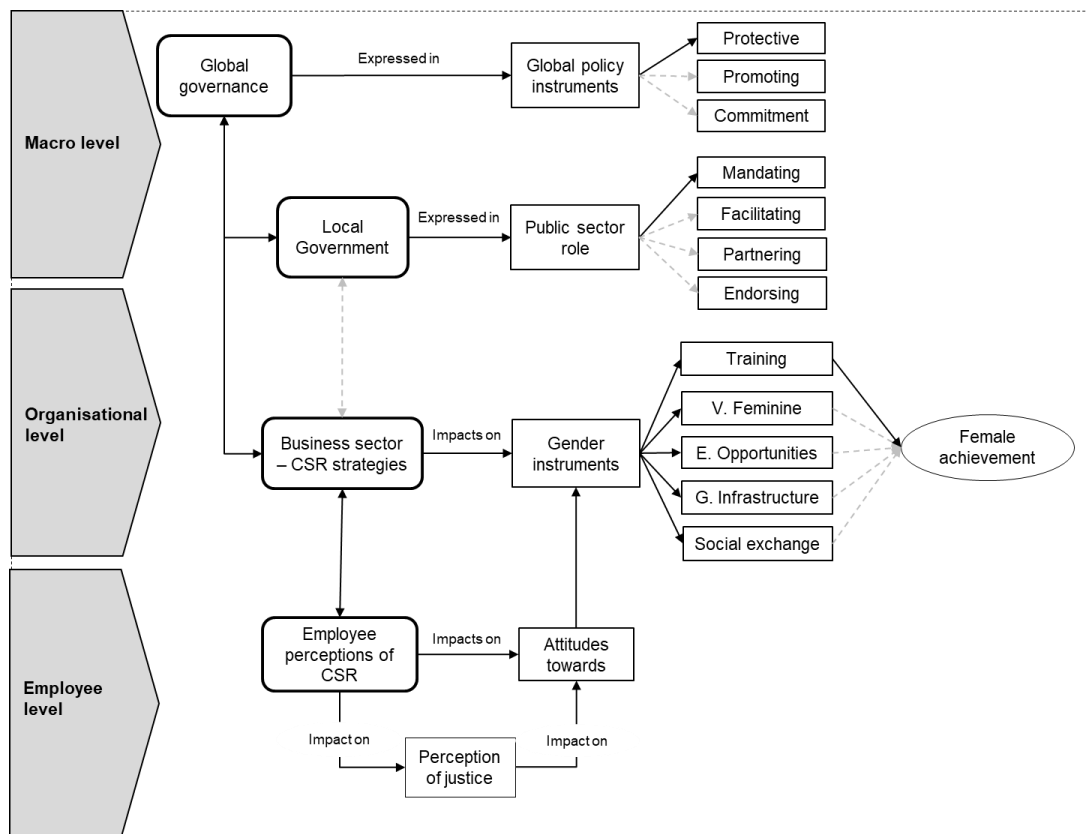 Macro level
Global
governance
Expressed in
Global policy
instruments
Protective
Promoting
Commitment
Local
Government
Expressed in
Public sector
role
Mandating
Facilitating
Partnering
Endorsing
Organisational
level
Business sector
– CSR strategies
Impacts on
Gender
instruments
Training
V. Feminine
E. Opportunities
G. Infrastructure
Social exchange
Female
achievement
Employee
level
Employee
perceptions of
CSR
Impacts on
Attitudes
towards
Impact on
Perception
of justice
Impact on